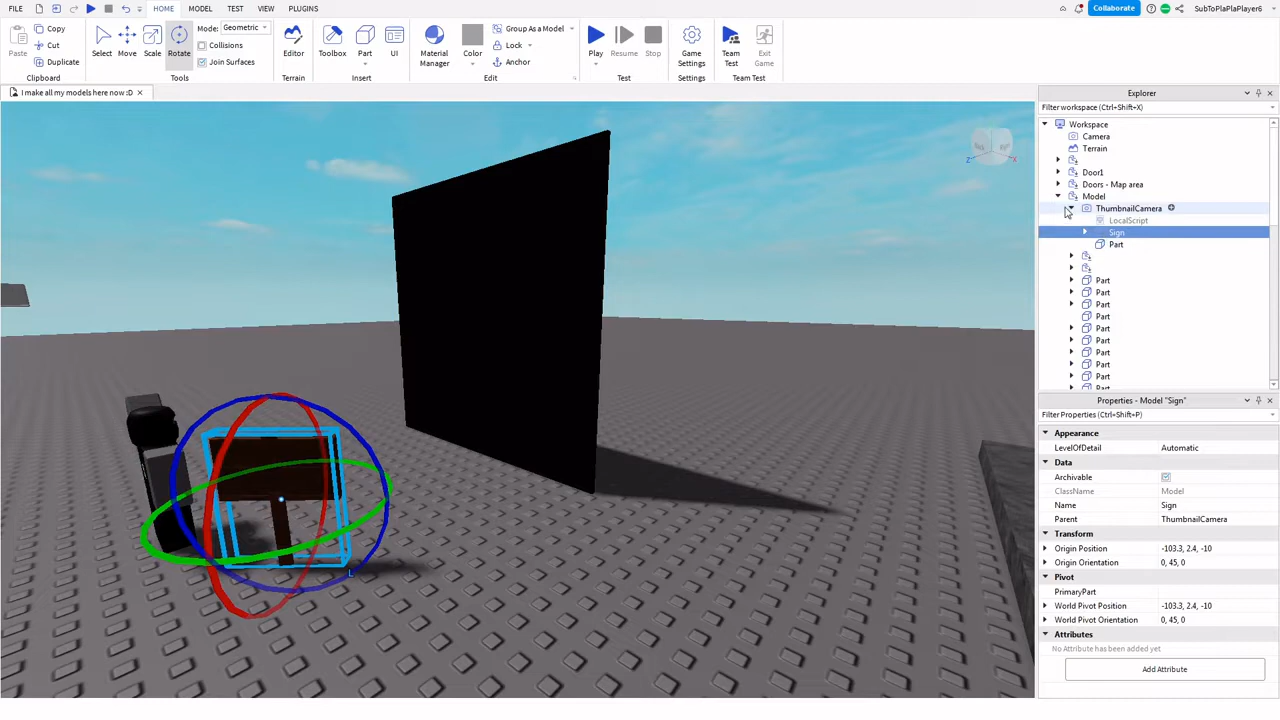 FILE HOME MODEL TEST VIEW PLUGINS Collaborate SubToPlaPlaPlayer6
Paste Copy Cut Duplicate Select Move Scale Rotate Mode: Geometric Collisions Join Surfaces Editor Toolbox Part UI Material Manager Color Group As a Model Lock Anchor Play Resume Stop Game Settings Team Test Exit Game
Clipboard Tools Terrain Insert Edit Test Settings Team Test
I make all my models here now :D
Explorer
Filter workspace (Ctrl+Shift+X)
Workspace
Camera
Terrain
Door1
Doors - Map area
Model
ThumbnailCamera
LocalScript
Sign
Part
Part
Part
Part
Part
Part
Part
Part
Part
Part
Part
Properties - Model "Sign"
Filter Properties (Ctrl+Shift+P)
Appearance
LevelOfDetail Automatic
Data
Archivable
ClassName Model
Name Sign
Parent ThumbnailCamera
Transform
Origin Position -103.3, 2.4, -10
Origin Orientation 0, 45, 0
Pivot
PrimaryPart
World Pivot Position -103.3, 2.4, -10
World Pivot Orientation 0, 45, 0
Attributes
No Attribute has been added yet
Add Attribute